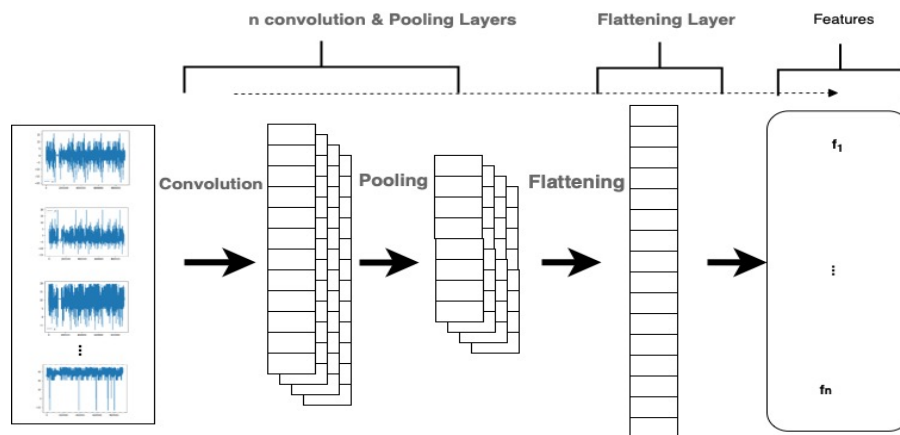 n convolution & Pooling Layers
Flattening Layer
Features
Convolution
Pooling
Flattening
f1
...
fn
...